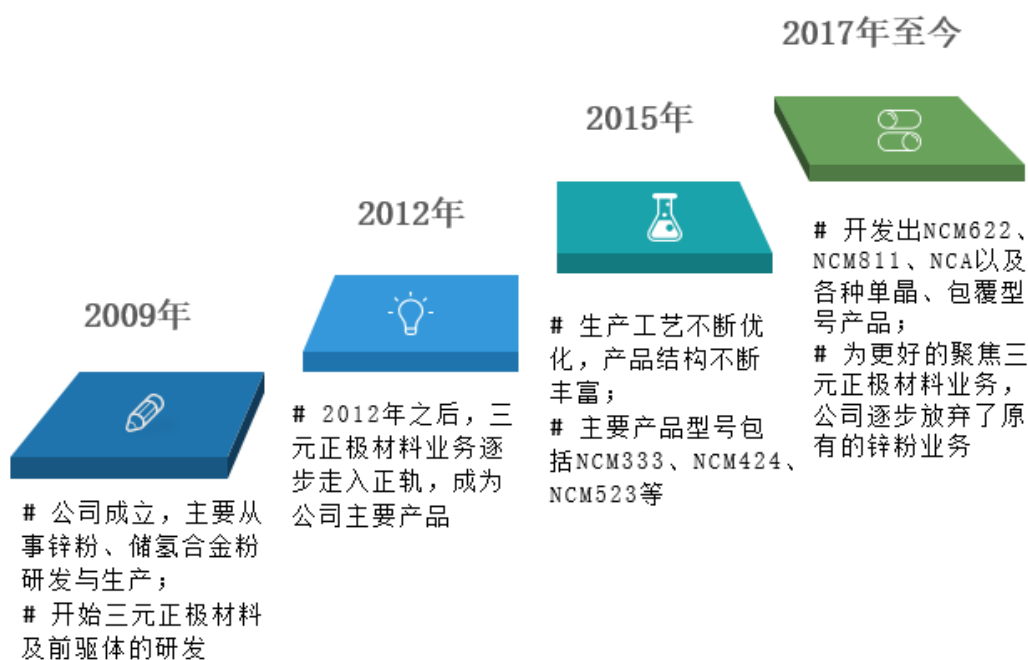 2009年
# 公司成立，主要从
事锌粉、储氢合金粉
研发与生产；
# 开始三元正极材料
及前驱体的研发
2012年
# 2012年之后，三
元正极材料业务逐
步走入正轨，成为
公司主要产品
2015年
# 生产工艺不断优
化，产品结构不断
丰富；
# 主要产品型号包
括NCM333、NCM424、
NCM523等
2017年至今
# 开发出NCM622、
NCM811、NCA以及
各种单晶、包覆型
号产品；
# 为更好的聚焦三
元正极材料业务，
公司逐步放弃了原
有的锌粉业务